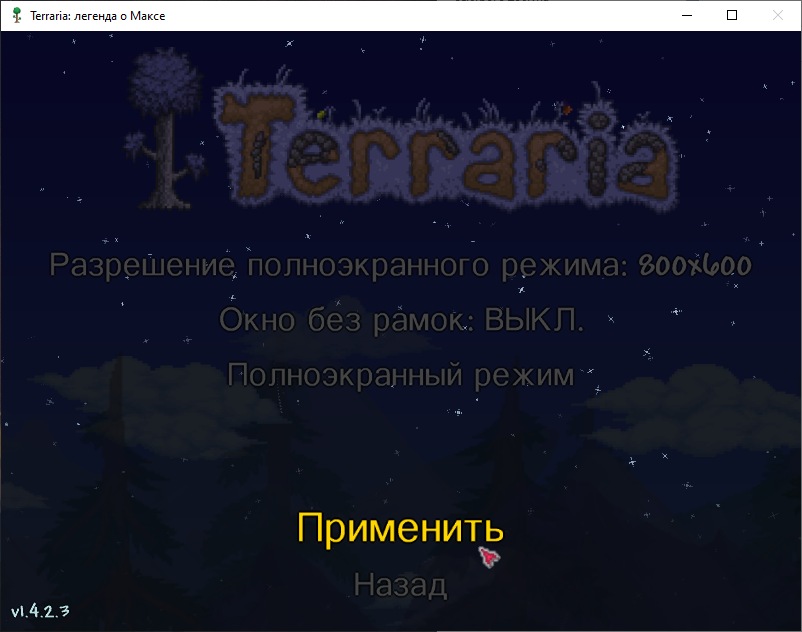 Terraria: легенда о Максе
Terraria
Разрешение полноэкранного режима: 800x600
Окно без рамок: ВЫКЛ.
Полноэкранный режим
Применить
Назад
v1.4.2.3